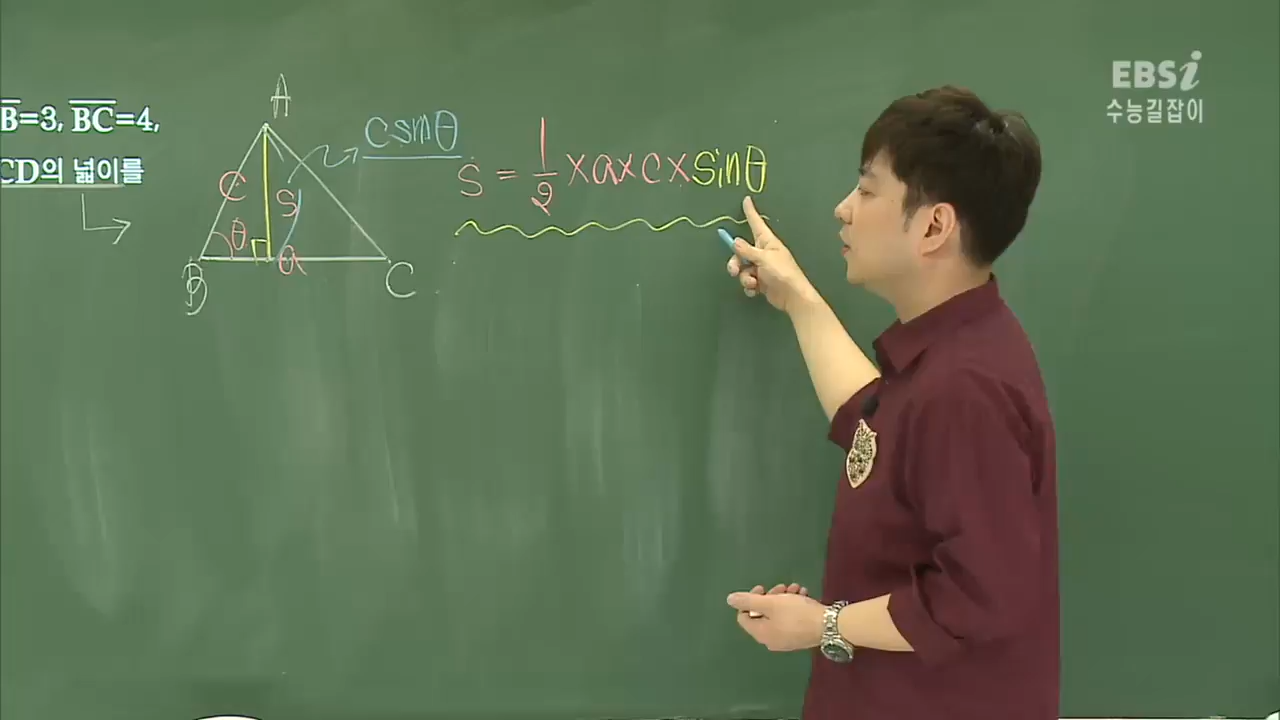 B=3, BC=4,
CD의 넓이를
A
B
C
c
S
θ
a
csinθ
S = 1/2 × a × c × sinθ
EBSi
수능길잡이